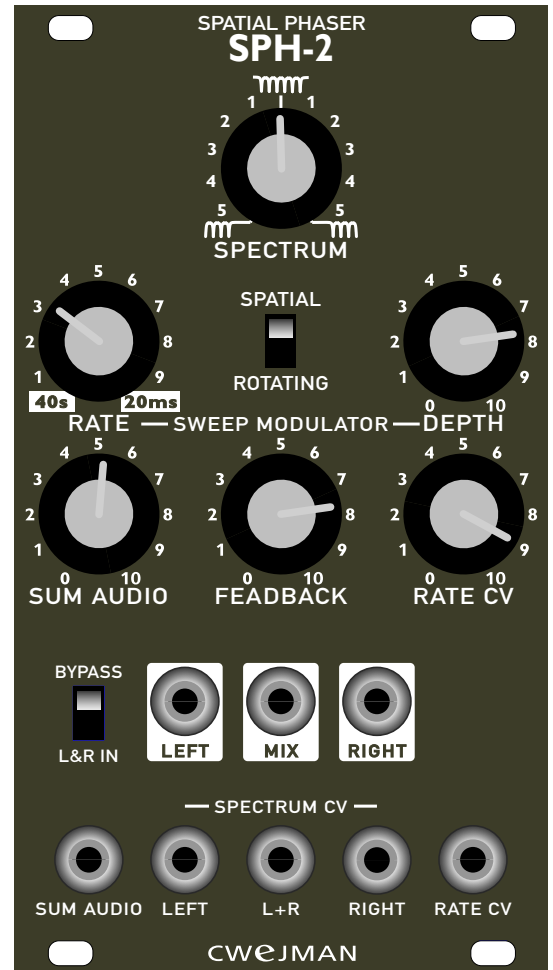 SPATIAL PHASER
SPH-2
1 1
2 2
3 3
4 4
5 5
SPECTRUM
4 5 6
3 7
2 8
1 9
40s 20ms
RATE
SPATIAL
ROTATING
SWEEP MODULATOR
4 5 6
3 7
2 8
1 9
0 10
DEPTH
4 5 6
3 7
2 8
1 9
0 10
SUM AUDIO
4 5 6
3 7
2 8
1 9
0 10
FEADBACK
4 5 6
3 7
2 8
1 9
0 10
RATE CV
BYPASS
L&R IN
LEFT MIX RIGHT
SPECTRUM CV
SUM AUDIO LEFT L+R RIGHT RATE CV
cwejman